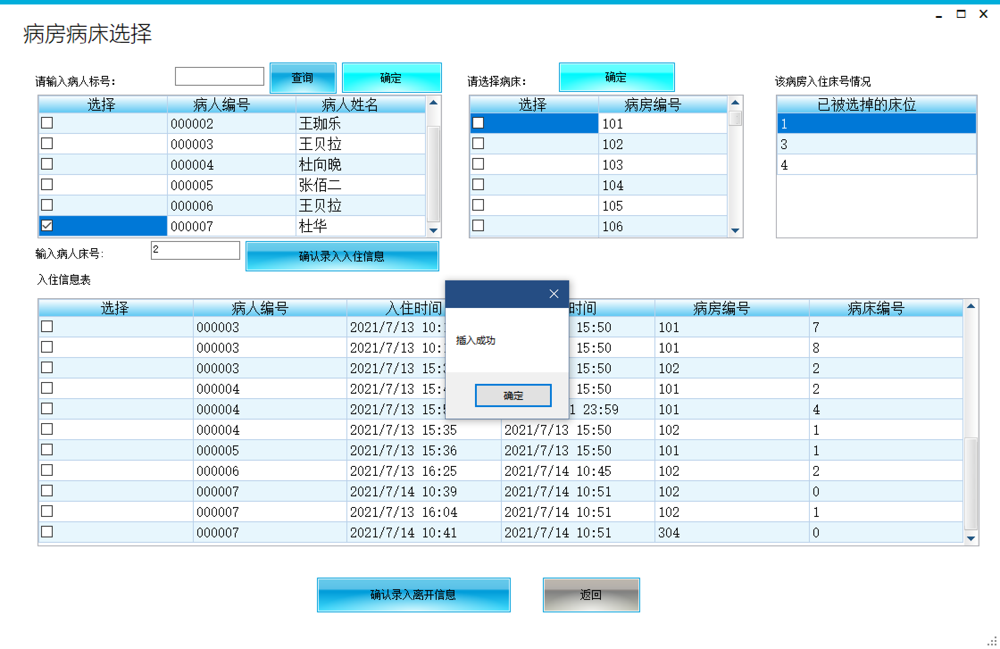 病房病床选择
请输入病人标号： 查询 确定 请选择病床： 确定 该病房入住床号情况
选择 病人编号 病人姓名 选择 病房编号 已被选掉的床位
000002 王珈乐 101 1
000003 王贝拉 102 3
000004 杜向晚 103 4
000005 张佰二 104
000006 王贝拉 105
000007 杜华 106
输入病人床号： 2 确认录入入住信息
入住信息表
选择 病人编号 入住时间 时间 病房编号 病床编号
000003 2021/7/13 10: 15:50 101 7
000003 2021/7/13 10: 15:50 101 8
000003 2021/7/13 15: 15:50 102 2
000004 2021/7/13 15: 15:50 101 2
000004 2021/7/13 15: 1 23:59 101 4
000004 2021/7/13 15:35 2021/7/13 15:50 102 1
000005 2021/7/13 15:36 2021/7/13 15:50 101 1
000006 2021/7/13 16:25 2021/7/14 10:45 102 2
000007 2021/7/14 10:39 2021/7/14 10:51 102 0
000007 2021/7/13 16:04 2021/7/14 10:51 102 1
000007 2021/7/14 10:41 2021/7/14 10:51 304 0
插入成功
确定
确认录入离开信息 返回